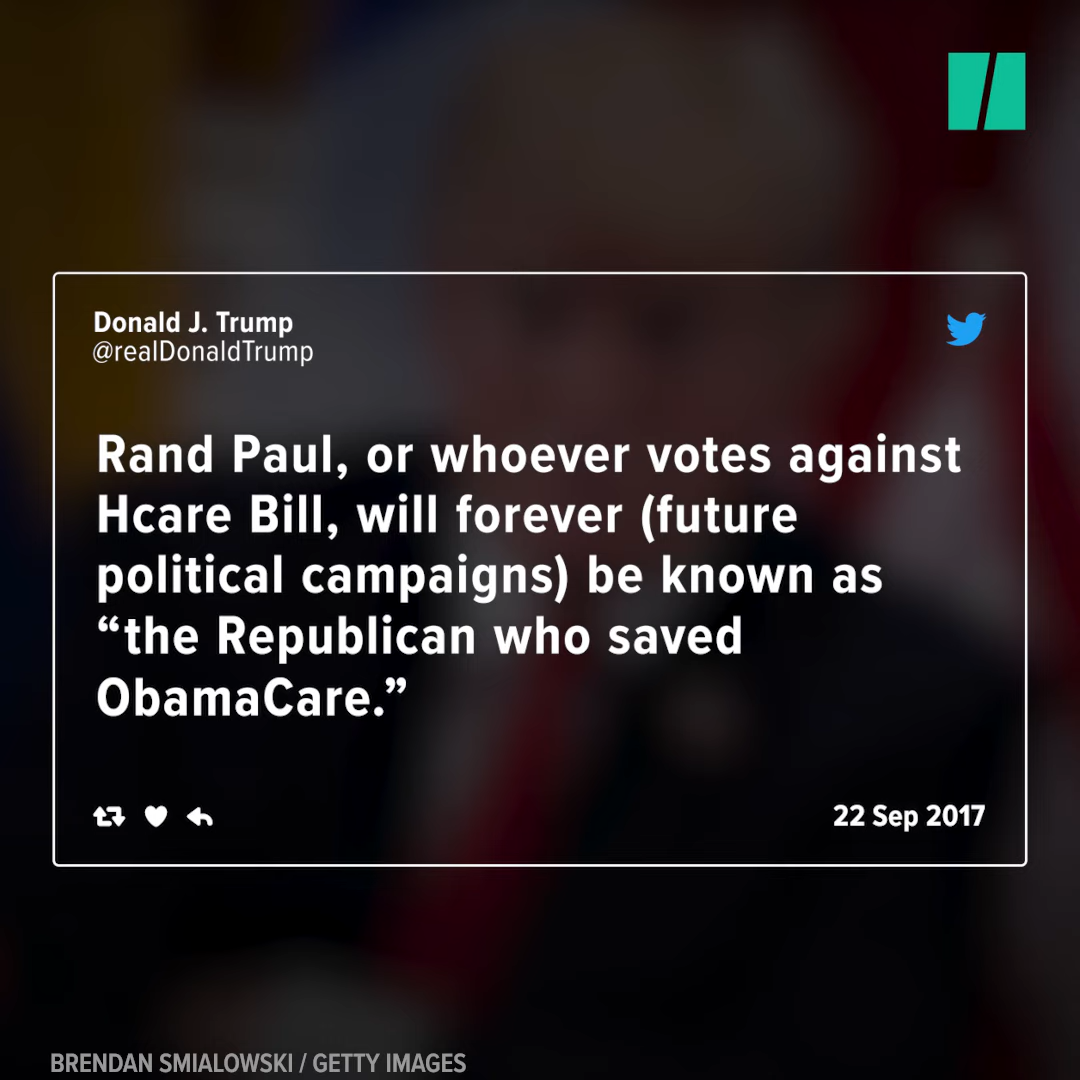 Donald J. Trump
@realDonaldTrump
Rand Paul, or whoever votes against
Hcare Bill, will forever (future
political campaigns) be known as
“the Republican who saved
ObamaCare.”
22 Sep 2017
BRENDAN SMIALOWSKI / GETTY IMAGES